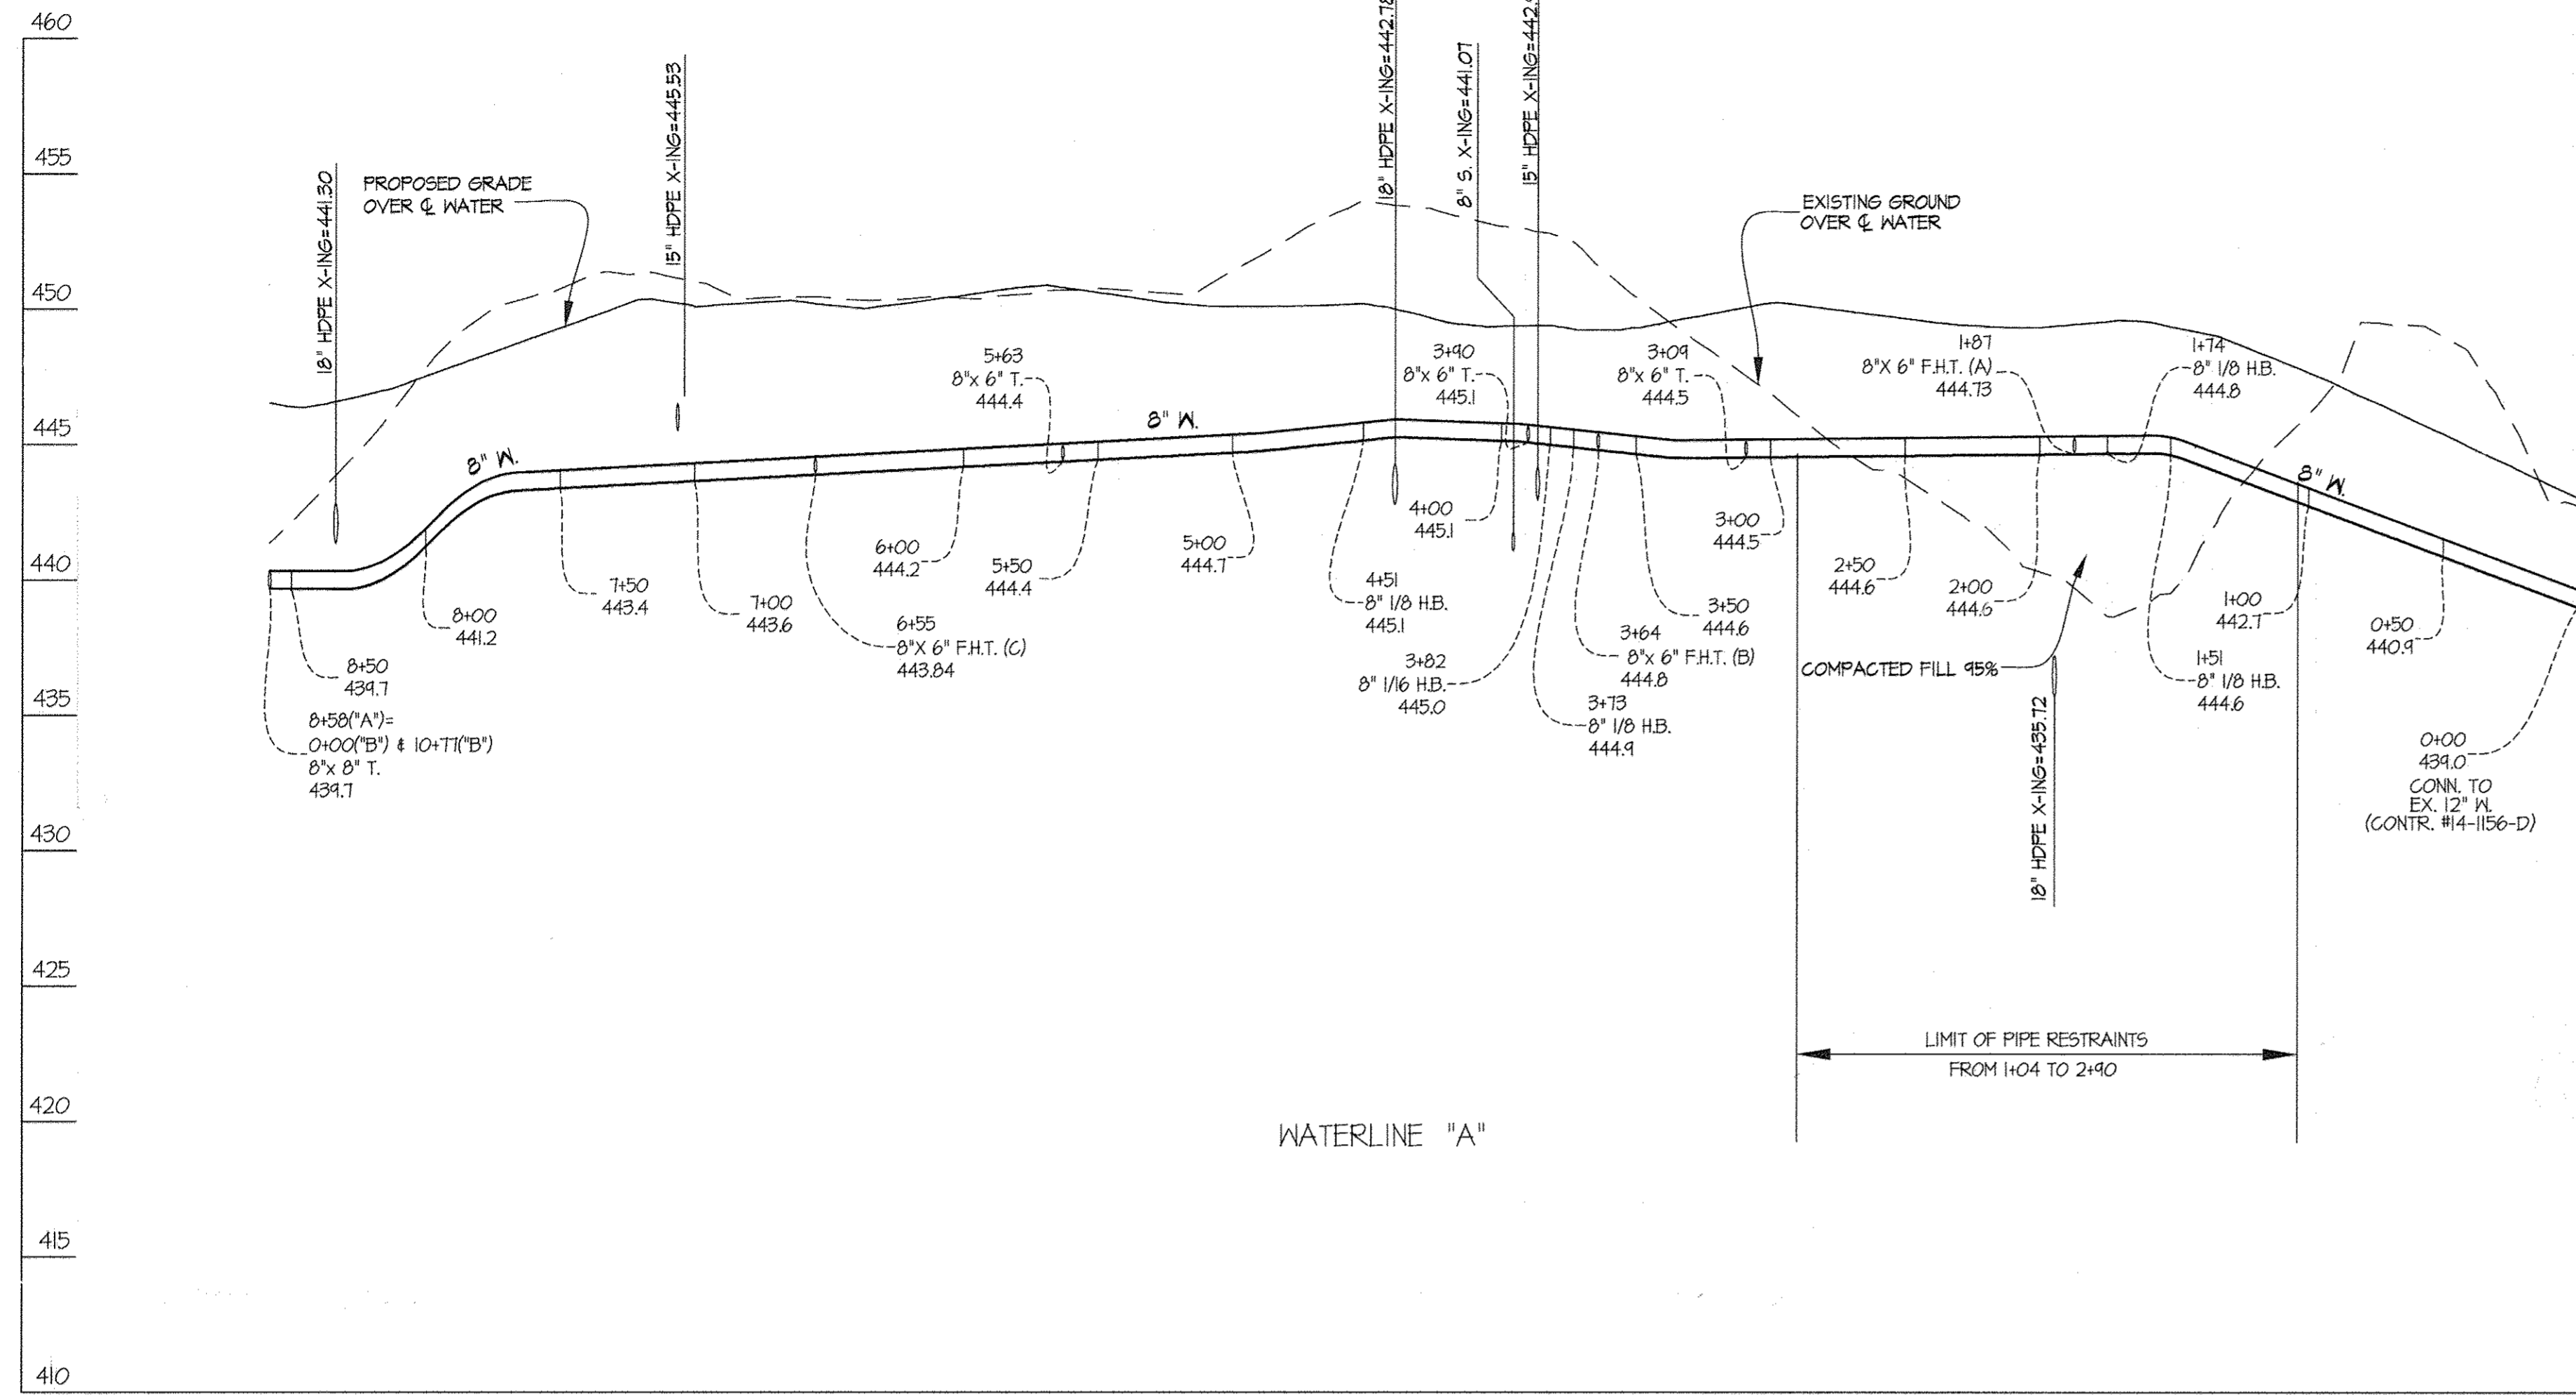 460
455
450
445
440
435
430
425
420
415
410
18" HDPE X-ING=441.30
PROPOSED GRADE
OVER ℄ WATER
15" HDPE X-ING=445.53
18" HDPE X-ING=442.78
8" S. X-ING=441.07
15" HDPE X-ING=442.
EXISTING GROUND
OVER ℄ WATER
8" W.
8" W.
8" W.
5+63
8"x 6" T.
444.4
3+90
8"x 6" T.
445.1
3+09
8"x 6" T.
444.5
1+87
8"X 6" F.H.T. (A)
444.73
1+74
8" 1/8 H.B.
444.8
8+58("A")=
0+00("B") & 10+77("B")
8"x 8" T.
439.7
8+50
439.7
8+00
441.2
7+50
443.4
7+00
443.6
6+55
8"X 6" F.H.T. (C)
443.84
6+00
444.2
5+50
444.4
5+00
444.7
4+51
8" 1/8 H.B.
445.1
4+00
445.1
3+82
8" 1/16 H.B.
445.0
3+73
8" 1/8 H.B.
444.9
3+64
8"x 6" F.H.T. (B)
444.8
3+50
444.6
3+00
444.5
2+50
444.6
2+00
444.6
COMPACTED FILL 95%
18" HDPE X-ING=435.72
1+51
8" 1/8 H.B.
444.6
1+00
442.7
0+50
440.9
0+00
439.0
CONN. TO
EX. 12" W.
(CONTR. #14-1156-D)
LIMIT OF PIPE RESTRAINTS
FROM 1+04 TO 2+90
WATERLINE "A"